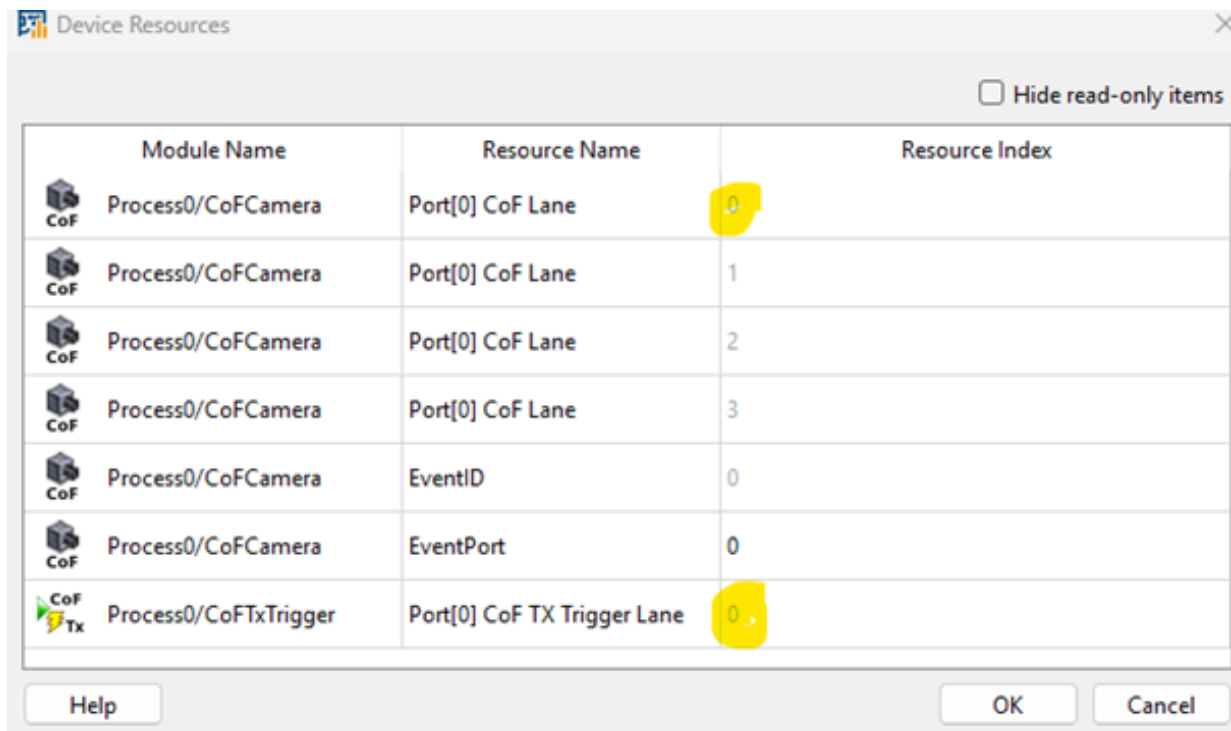 Device Resources
Hide read-only items
Module Name Resource Name Resource Index
CoF Process0/CoFCamera Port[0] CoF Lane 0
CoF Process0/CoFCamera Port[0] CoF Lane 1
CoF Process0/CoFCamera Port[0] CoF Lane 2
CoF Process0/CoFCamera Port[0] CoF Lane 3
CoF Process0/CoFCamera EventID 0
CoF Process0/CoFCamera EventPort 0
CoF Tx Process0/CoFTxTrigger Port[0] CoF TX Trigger Lane 0
Help OK Cancel